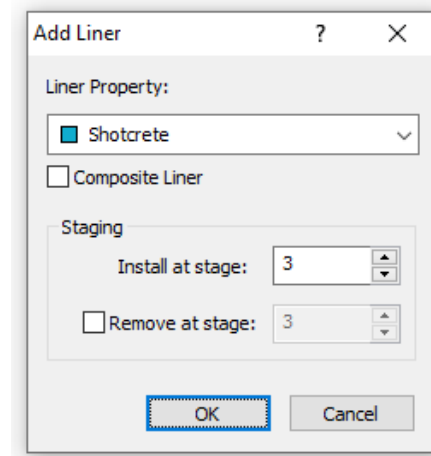 Add Liner ? ×
Liner Property:
Shotcrete
Composite Liner
Staging
Install at stage: 3
Remove at stage: 3
OK Cancel